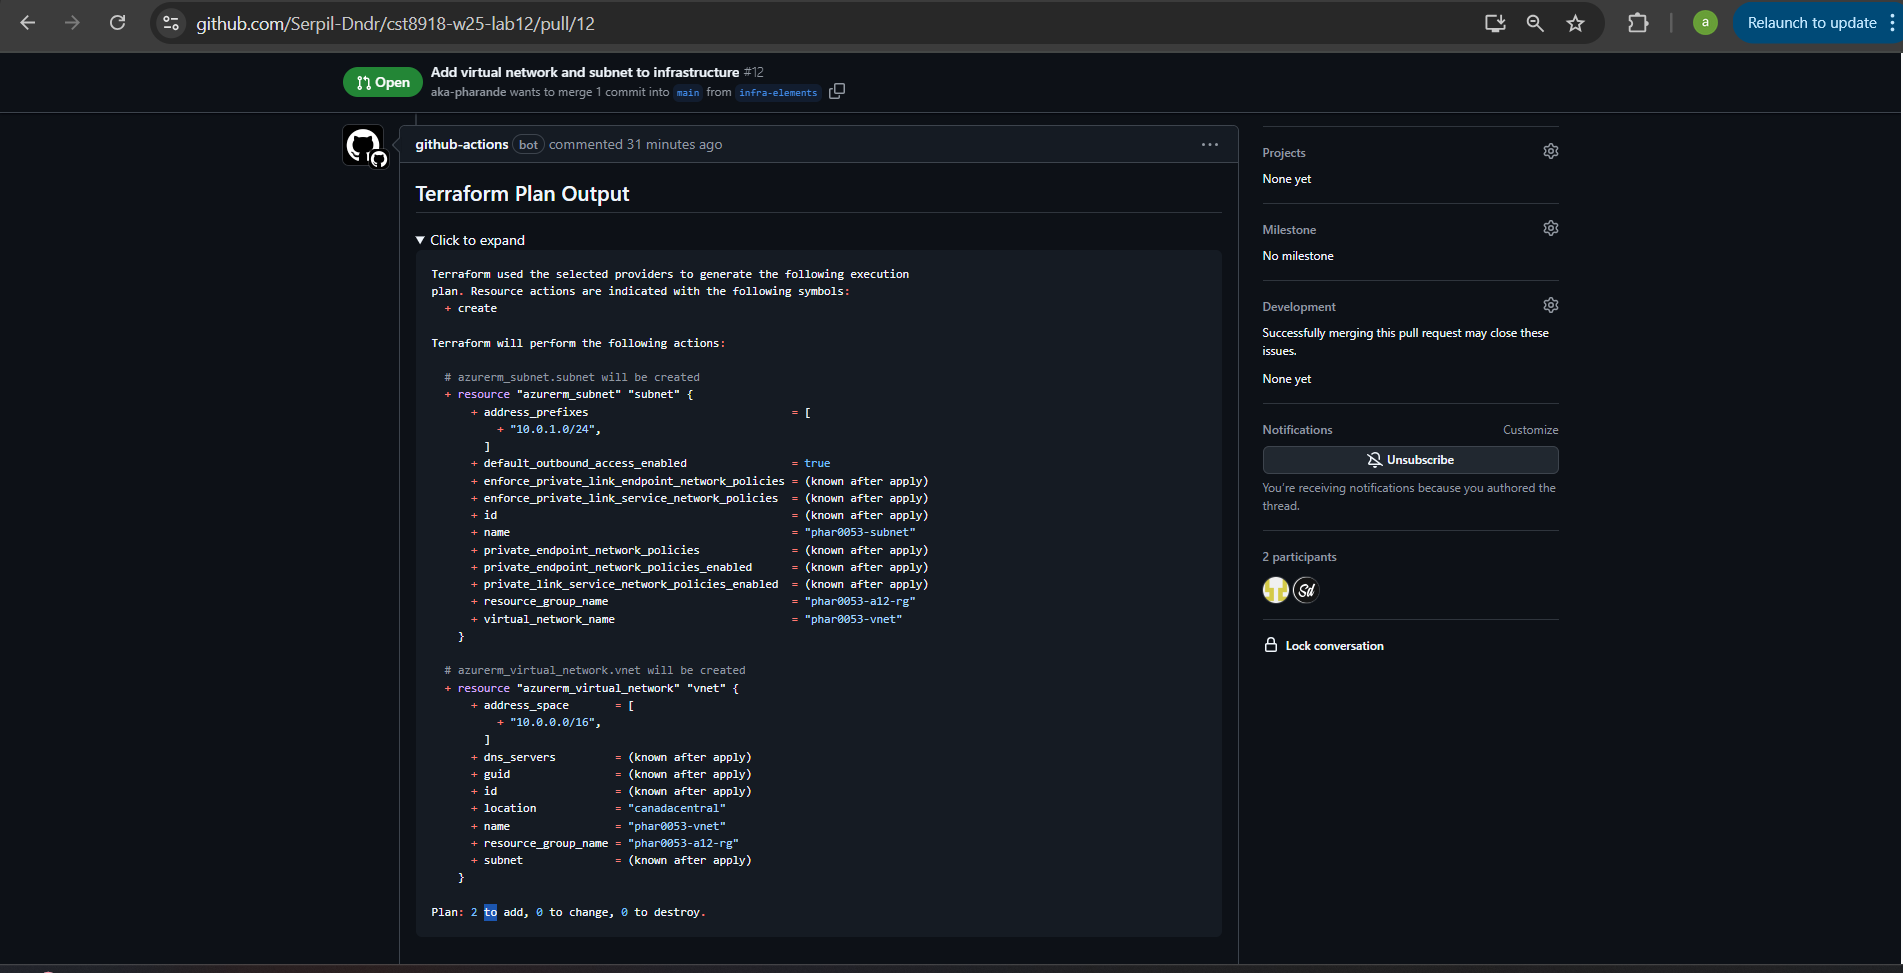 github.com/Serpil-Dndr/cst8918-w25-lab12/pull/12
a
Relaunch to update
Open
Add virtual network and subnet to infrastructure #12
aka-pharande wants to merge 1 commit into main from infra-elements
github-actions bot commented 31 minutes ago
Terraform Plan Output
Click to expand
Terraform used the selected providers to generate the following execution
plan. Resource actions are indicated with the following symbols:
+ create
Terraform will perform the following actions:
# azurerm_subnet.subnet will be created
+ resource "azurerm_subnet" "subnet" {
+ address_prefixes = [
+ "10.0.1.0/24",
]
+ default_outbound_access_enabled = true
+ enforce_private_link_endpoint_network_policies = (known after apply)
+ enforce_private_link_service_network_policies = (known after apply)
+ id = (known after apply)
+ name = "phar0053-subnet"
+ private_endpoint_network_policies = (known after apply)
+ private_endpoint_network_policies_enabled = (known after apply)
+ private_link_service_network_policies_enabled = (known after apply)
+ resource_group_name = "phar0053-a12-rg"
+ virtual_network_name = "phar0053-vnet"
}
# azurerm_virtual_network.vnet will be created
+ resource "azurerm_virtual_network" "vnet" {
+ address_space = [
+ "10.0.0.0/16",
]
+ dns_servers = (known after apply)
+ guid = (known after apply)
+ id = (known after apply)
+ location = "canadacentral"
+ name = "phar0053-vnet"
+ resource_group_name = "phar0053-a12-rg"
+ subnet = (known after apply)
}
Plan: 2 to add, 0 to change, 0 to destroy.
Projects
None yet
Milestone
No milestone
Development
Successfully merging this pull request may close these
issues.
None yet
Notifications Customize
Unsubscribe
You're receiving notifications because you authored the
thread.
2 participants
Sd
Lock conversation